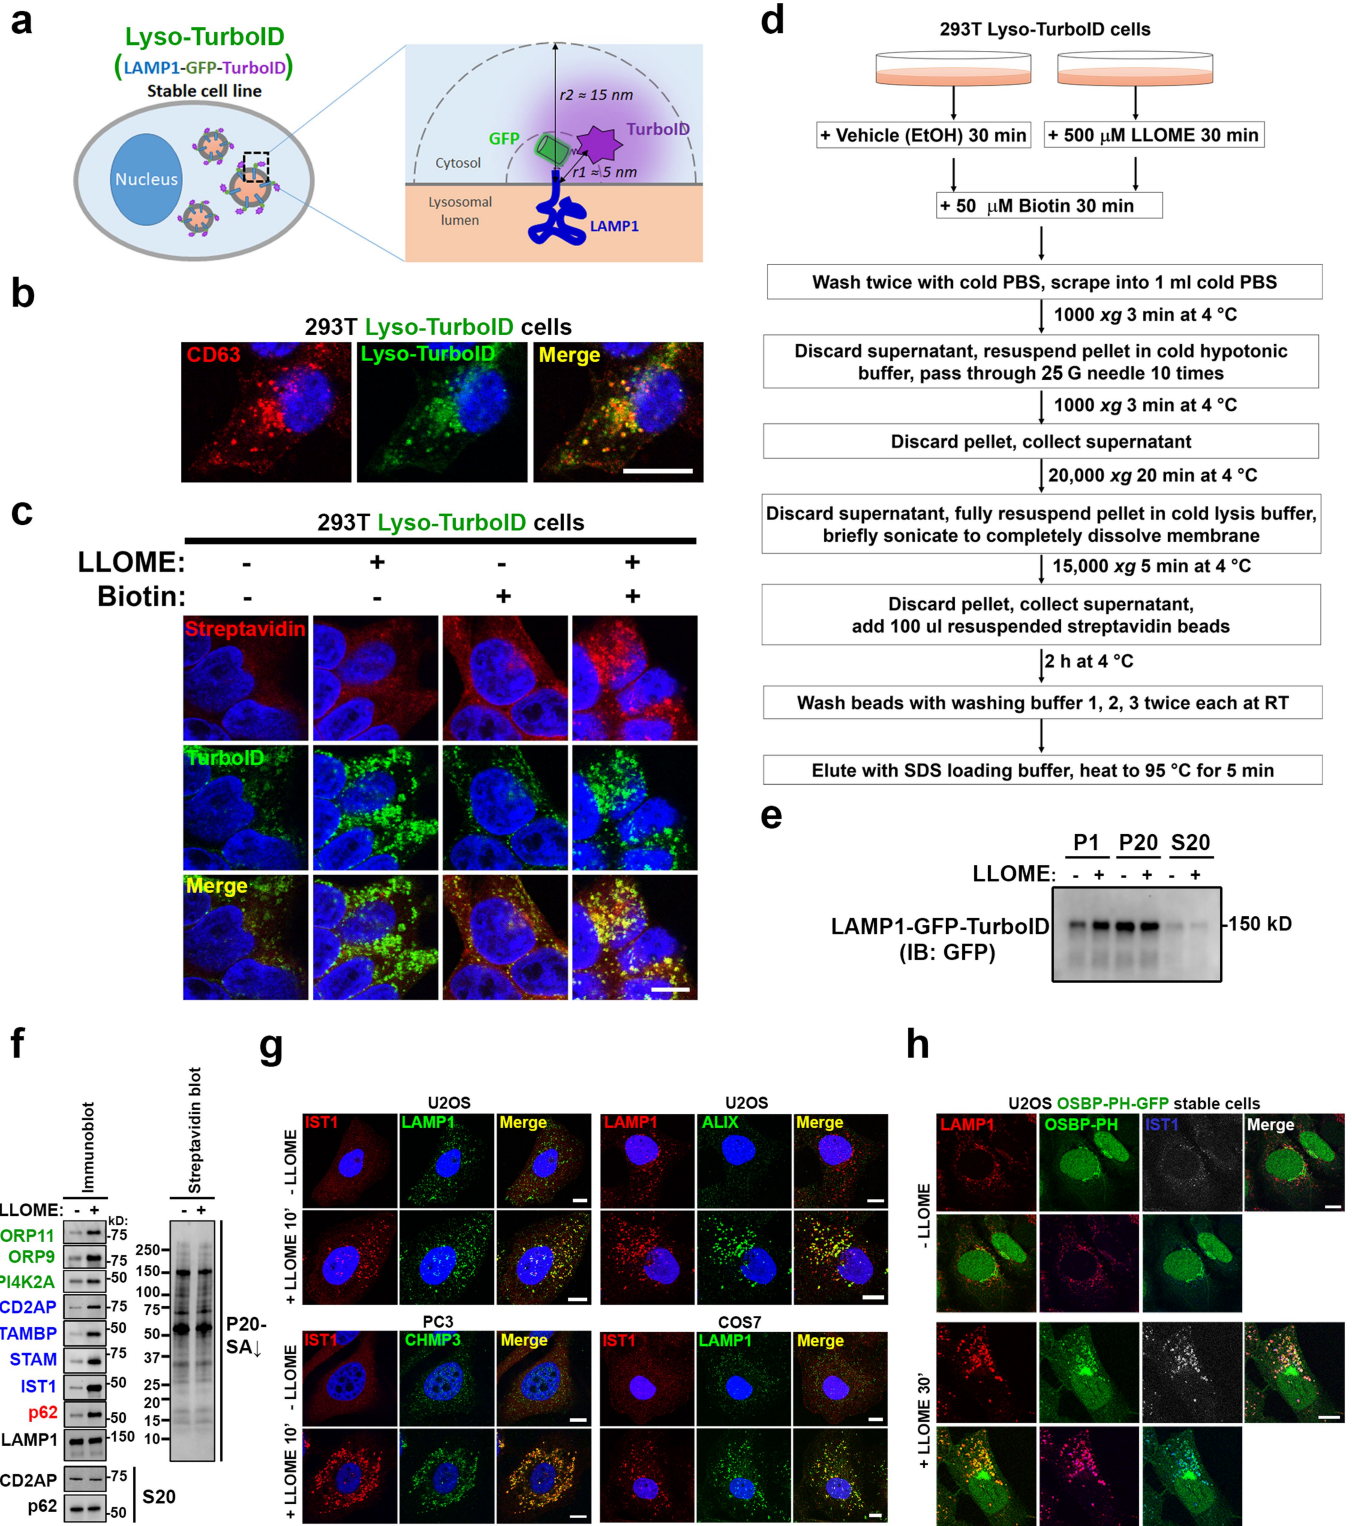 a
Lyso-TurboID
(LAMP1-GFP-TurboID)
Stable cell line
Nucleus
r2 ≈ 15 nm
GFP
TurboID
Cytosol
r1 ≈ 5 nm
Lysosomal
lumen
LAMP1
b
293T Lyso-TurboID cells
CD63
Lyso-TurboID
Merge
c
293T Lyso-TurboID cells
LLOME: - + - +
Biotin: - - + +
Streptavidin
TurboID
Merge
d
293T Lyso-TurboID cells
+ Vehicle (EtOH) 30 min
+ 500 µM LLOME 30 min
+ 50 µM Biotin 30 min
Wash twice with cold PBS, scrape into 1 ml cold PBS
1000 xg 3 min at 4 °C
Discard supernatant, resuspend pellet in cold hypotonic
buffer, pass through 25 G needle 10 times
1000 xg 3 min at 4 °C
Discard pellet, collect supernatant
20,000 xg 20 min at 4 °C
Discard supernatant, fully resuspend pellet in cold lysis buffer,
briefly sonicate to completely dissolve membrane
15,000 xg 5 min at 4 °C
Discard pellet, collect supernatant,
add 100 ul resuspended streptavidin beads
2 h at 4 °C
Wash beads with washing buffer 1, 2, 3 twice each at RT
Elute with SDS loading buffer, heat to 95 °C for 5 min
e
P1 P20 S20
LLOME: - + - + - +
LAMP1-GFP-TurboID
(IB: GFP)
-150 kD
f
Immunoblot
Streptavidin blot
LLOME: - +
kD:
- +
ORP11
-75
ORP9
-75
PI4K2A
-50
CD2AP
-75
TAMBP
-50
STAM
-75
IST1
-50
p62
-50
LAMP1
-150
CD2AP
-75
p62
-50
S20
250
150
100
75
50
37
25
20
15
10
P20-
SA↓
g
U2OS
IST1
LAMP1
Merge
- LLOME
+ LLOME 10'
U2OS
LAMP1
ALIX
Merge
PC3
IST1
CHMP3
Merge
- LLOME
+ LLOME 10'
COS7
IST1
LAMP1
Merge
h
U2OS OSBP-PH-GFP stable cells
LAMP1
OSBP-PH
IST1
Merge
- LLOME
+ LLOME 30'